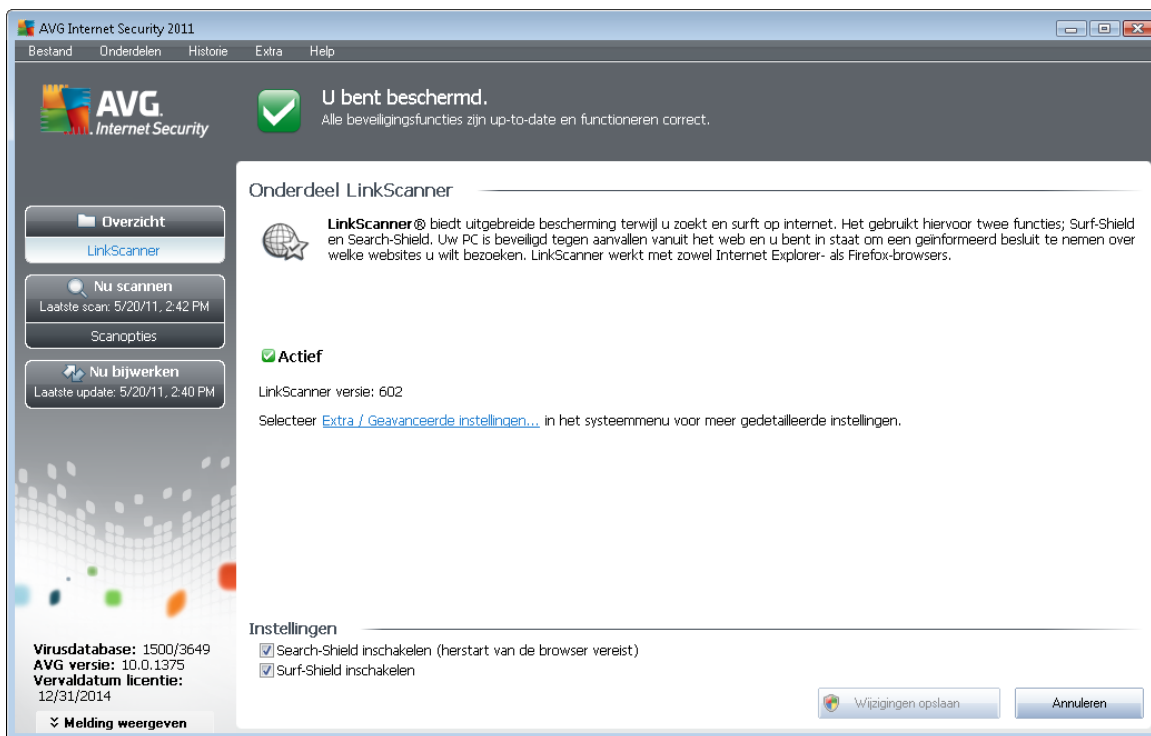 AVG Internet Security 2011
Bestand Onderdelen Historie Extra Help
AVG.
Internet Security
U bent beschermd.
Alle beveiligingsfuncties zijn up-to-date en functioneren correct.
Overzicht
LinkScanner
Nu scannen
Laatste scan: 5/20/11, 2:42 PM
Scanopties
Nu bijwerken
Laatste update: 5/20/11, 2:40 PM
Virusdatabase: 1500/3649
AVG versie: 10.0.1375
Vervaldatum licentie:
12/31/2014
Melding weergeven
Onderdeel LinkScanner
LinkScanner® biedt uitgebreide bescherming terwijl u zoekt en surft op internet. Het gebruikt hiervoor twee functies; Surf-Shield
en Search-Shield. Uw PC is beveiligd tegen aanvallen vanuit het web en u bent in staat om een geïnformeerd besluit te nemen over
welke websites u wilt bezoeken. LinkScanner werkt met zowel Internet Explorer- als Firefox-browsers.
Actief
LinkScanner versie: 602
Selecteer Extra / Geavanceerde instellingen... in het systeemmenu voor meer gedetailleerde instellingen.
Instellingen
Search-Shield inschakelen (herstart van de browser vereist)
Surf-Shield inschakelen
Wijzigingen opslaan
Annuleren